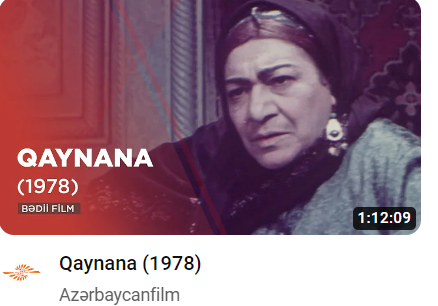 QAYNANA
(1978)
BƏDİİ FİLM
1:12:09
Qaynana (1978)
Azərbaycanfilm